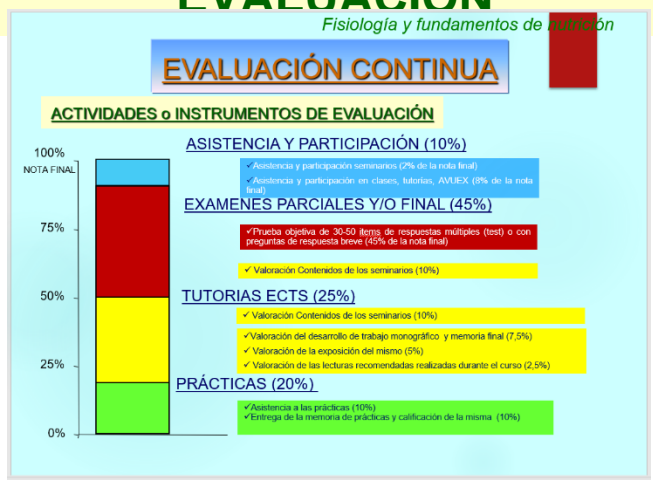 EVALUACIÓN
Fisiología y fundamentos de nutrición
EVALUACIÓN CONTINUA
ACTIVIDADES o INSTRUMENTOS DE EVALUACIÓN
ASISTENCIA Y PARTICIPACIÓN (10%)
100%
NOTA FINAL
✓Asistencia y participación seminarios (2% de la nota final)
✓Asistencia y participación en clases, tutorías, AVUEX (8% de la nota
final)
EXAMENES PARCIALES Y/O FINAL (45%)
75%
✓Prueba objetiva de 30-50 items de respuestas múltiples (test) o con
preguntas de respuesta breve (45% de la nota final)
✓ Valoración Contenidos de los seminarios (10%)
50%
TUTORIAS ECTS (25%)
✓ Valoración Contenidos de los seminarios (10%)
✓Valoración del desarrollo de trabajo monográfico y memoria final (7,5%)
✓ Valoración de la exposición del mismo (5%)
✓ Valoración de las lecturas recomendadas realizadas durante el curso (2,5%)
25%
PRÁCTICAS (20%)
✓Asistencia a las prácticas (10%)
✓Entrega de la memoria de prácticas y calificación de la misma (10%)
0%